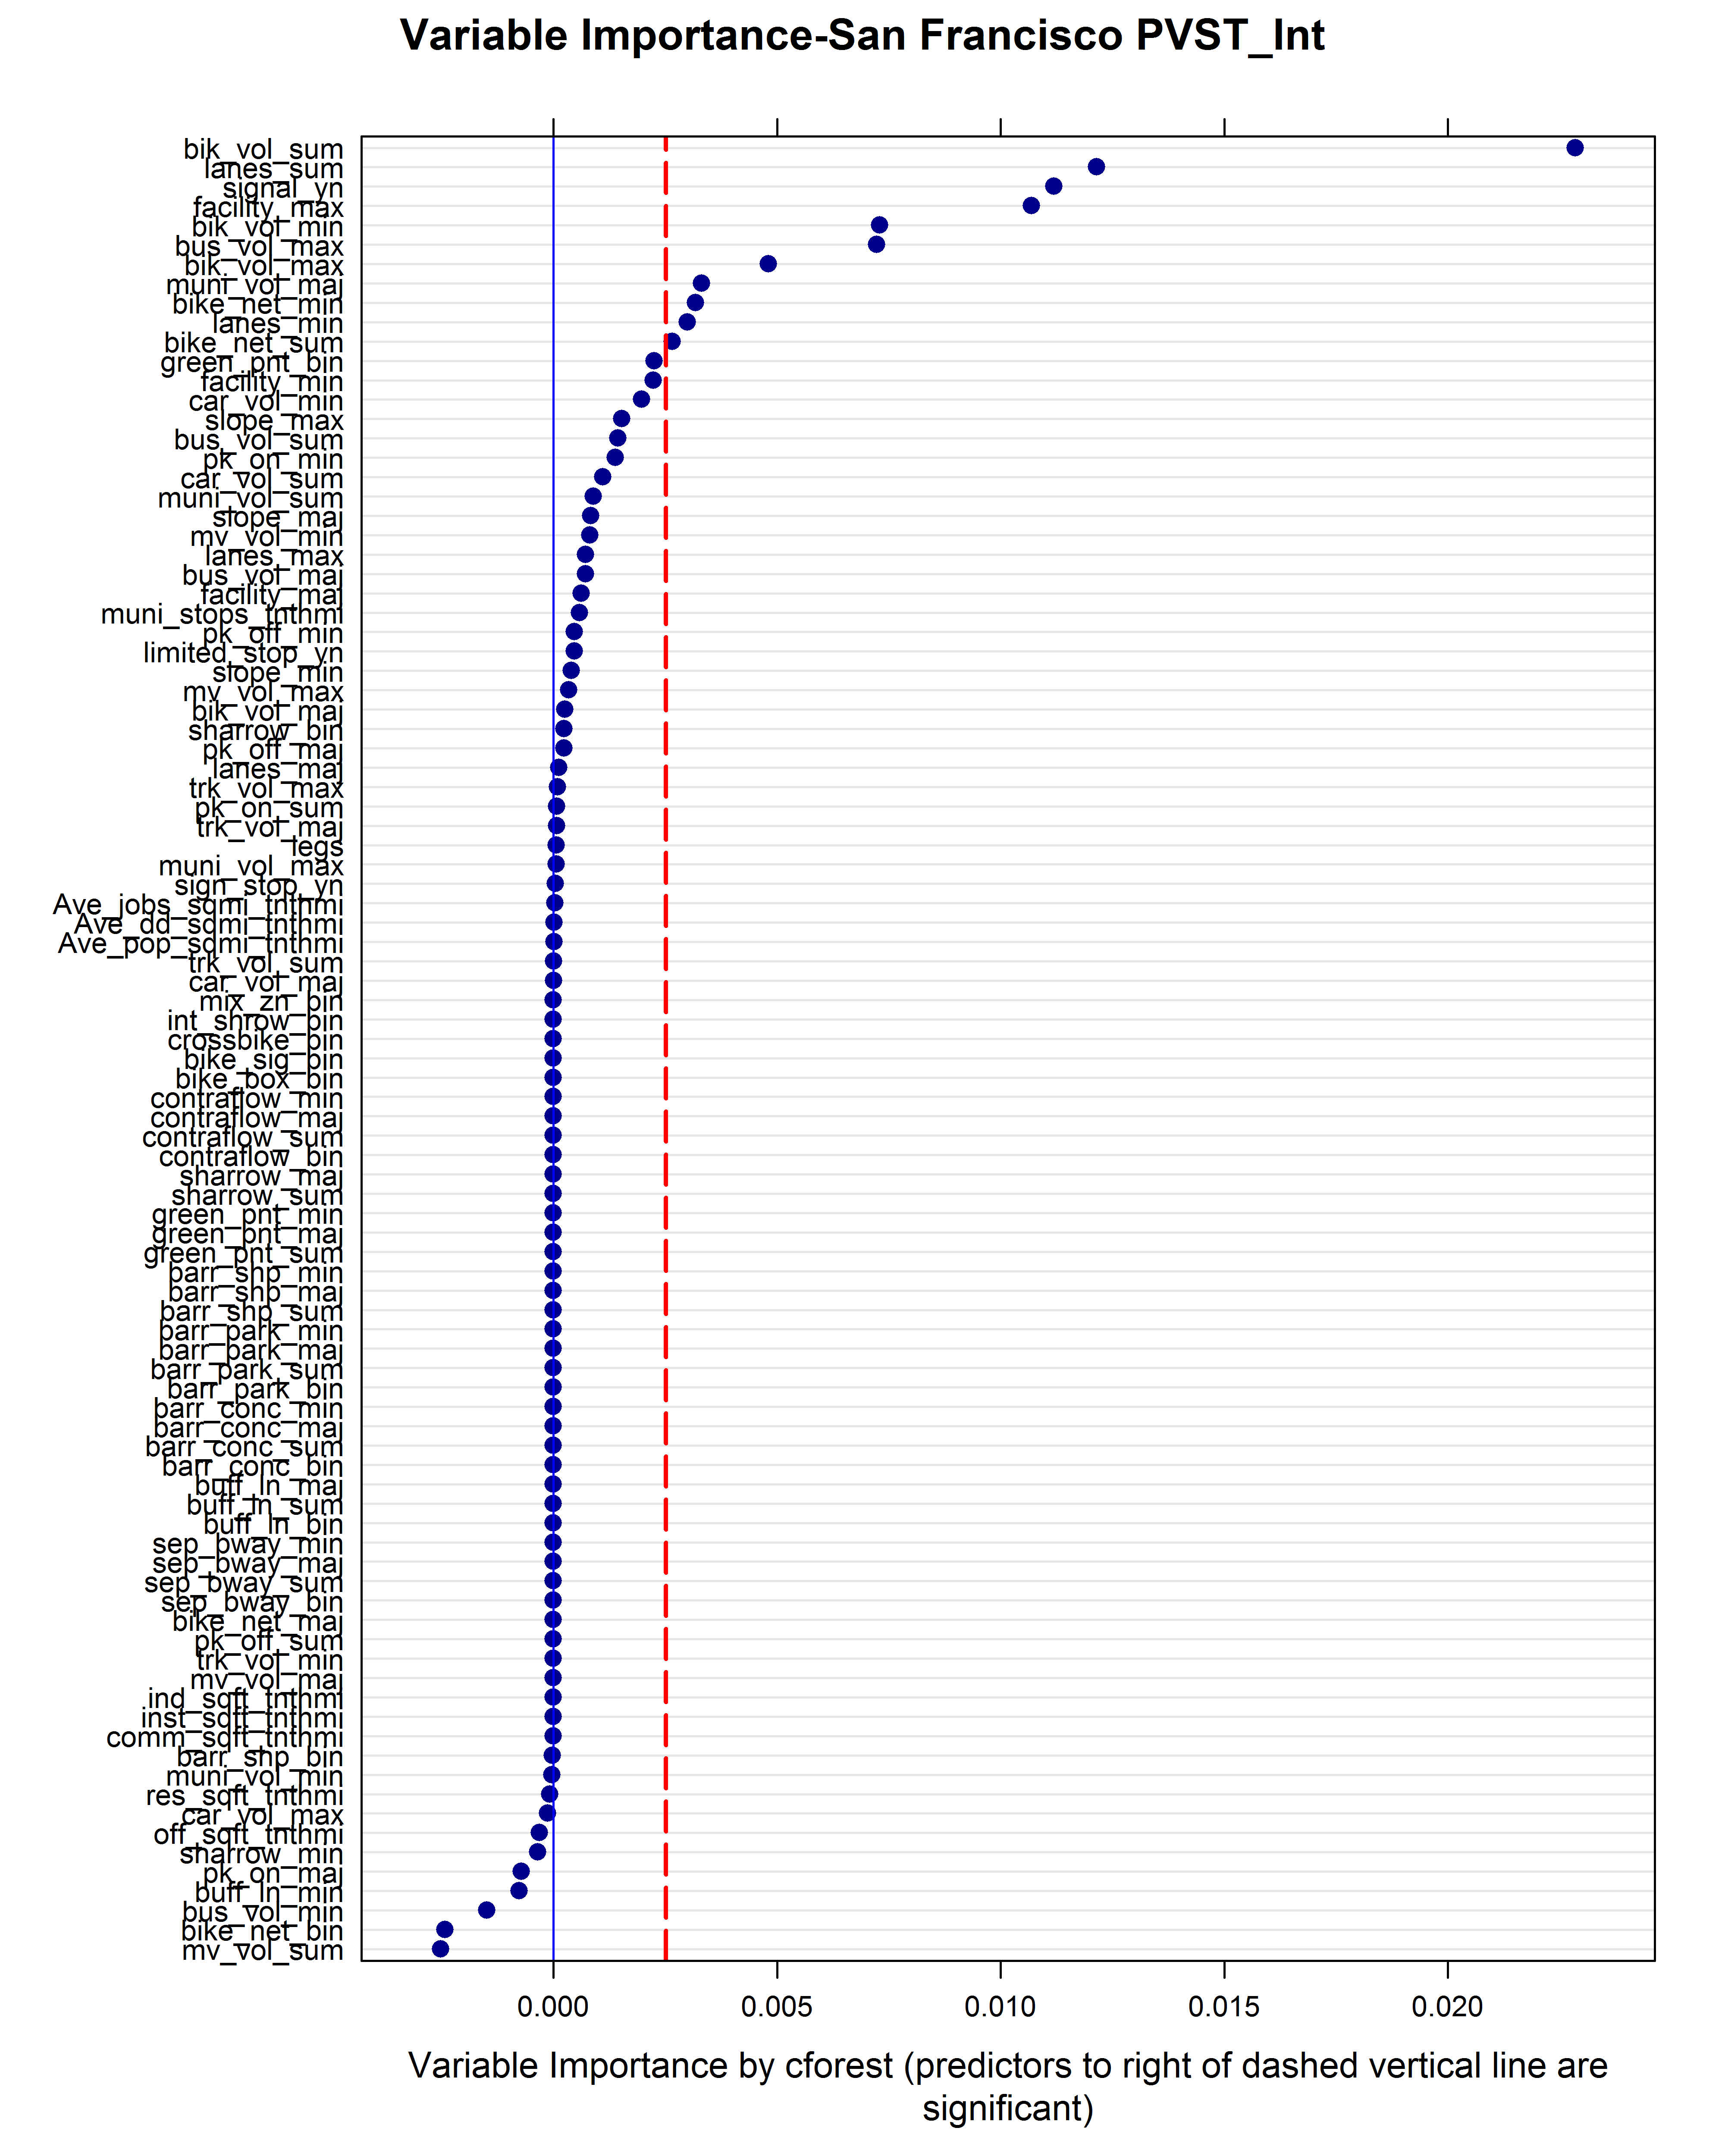 Variable Importance-San Francisco PVST_Int
bik_vol_sum
lanes_sum
signal_yn
facility_max
bik_vol_min
bus_vol_max
bik_vol_max
muni_vol_maj
bike_net_min
lanes_min
bike_net_sum
green_pnt_bin
facility_min
car_vol_min
slope_max
bus_vol_sum
pk_on_min
car_vol_sum
muni_vol_sum
slope_maj
mv_vol_min
lanes_max
bus_vol_maj
facility_maj
muni_stops_tnthmi
pk_off_min
limited_stop_yn
slope_min
mv_vol_max
bik_vol_maj
sharrow_bin
pk_off_maj
lanes_maj
trk_vol_max
pk_on_sum
trk_vol_maj
legs
muni_vol_max
sign_stop_yn
Ave_jobs_sqmi_tnthmi
Ave_dd_sqmi_tnthmi
Ave_pop_sqmi_tnthmi
trk_vol_sum
car_vol_maj
mix_zn_bin
int_shrow_bin
crossbike_bin
bike_sig_bin
bike_box_bin
contraflow_min
contraflow_maj
contraflow_sum
contraflow_bin
sharrow_maj
sharrow_sum
green_pnt_min
green_pnt_maj
green_pnt_sum
barr_shp_min
barr_shp_maj
barr_shp_sum
barr_park_min
barr_park_maj
barr_park_sum
barr_park_bin
barr_conc_min
barr_conc_maj
barr_conc_sum
barr_conc_bin
buff_ln_maj
buff_ln_sum
buff_ln_bin
sep_bway_min
sep_bway_maj
sep_bway_sum
sep_bway_bin
bike_net_maj
pk_off_sum
trk_vol_min
mv_vol_maj
ind_sqft_tnthmi
inst_sqft_tnthmi
comm_sqft_tnthmi
barr_shp_bin
muni_vol_min
res_sqft_tnthmi
car_vol_max
off_sqft_tnthmi
sharrow_min
pk_on_maj
buff_ln_min
bus_vol_min
bike_net_bin
mv_vol_sum
0.000 0.005 0.010 0.015 0.020
Variable Importance by cforest (predictors to right of dashed vertical line are
significant)